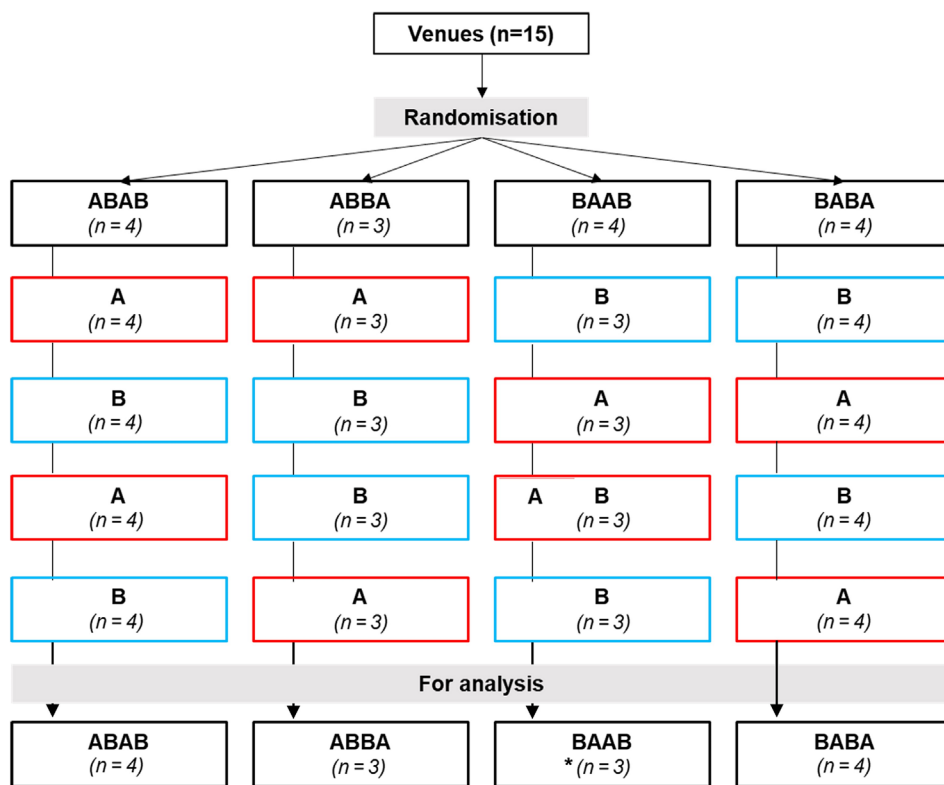 Venues (n=15)
Randomisation
ABAB
(n = 4)
ABBA
(n = 3)
BAAB
(n = 4)
BABA
(n = 4)
A
(n = 4)
A
(n = 3)
B
(n = 3)
B
(n = 4)
B
(n = 4)
B
(n = 3)
A
(n = 3)
A
(n = 4)
A
(n = 4)
B
(n = 3)
A B
(n = 3)
B
(n = 4)
B
(n = 4)
A
(n = 3)
B
(n = 3)
A
(n = 4)
For analysis
ABAB
(n = 4)
ABBA
(n = 3)
BAAB
*(n = 3)
BABA
(n = 4)